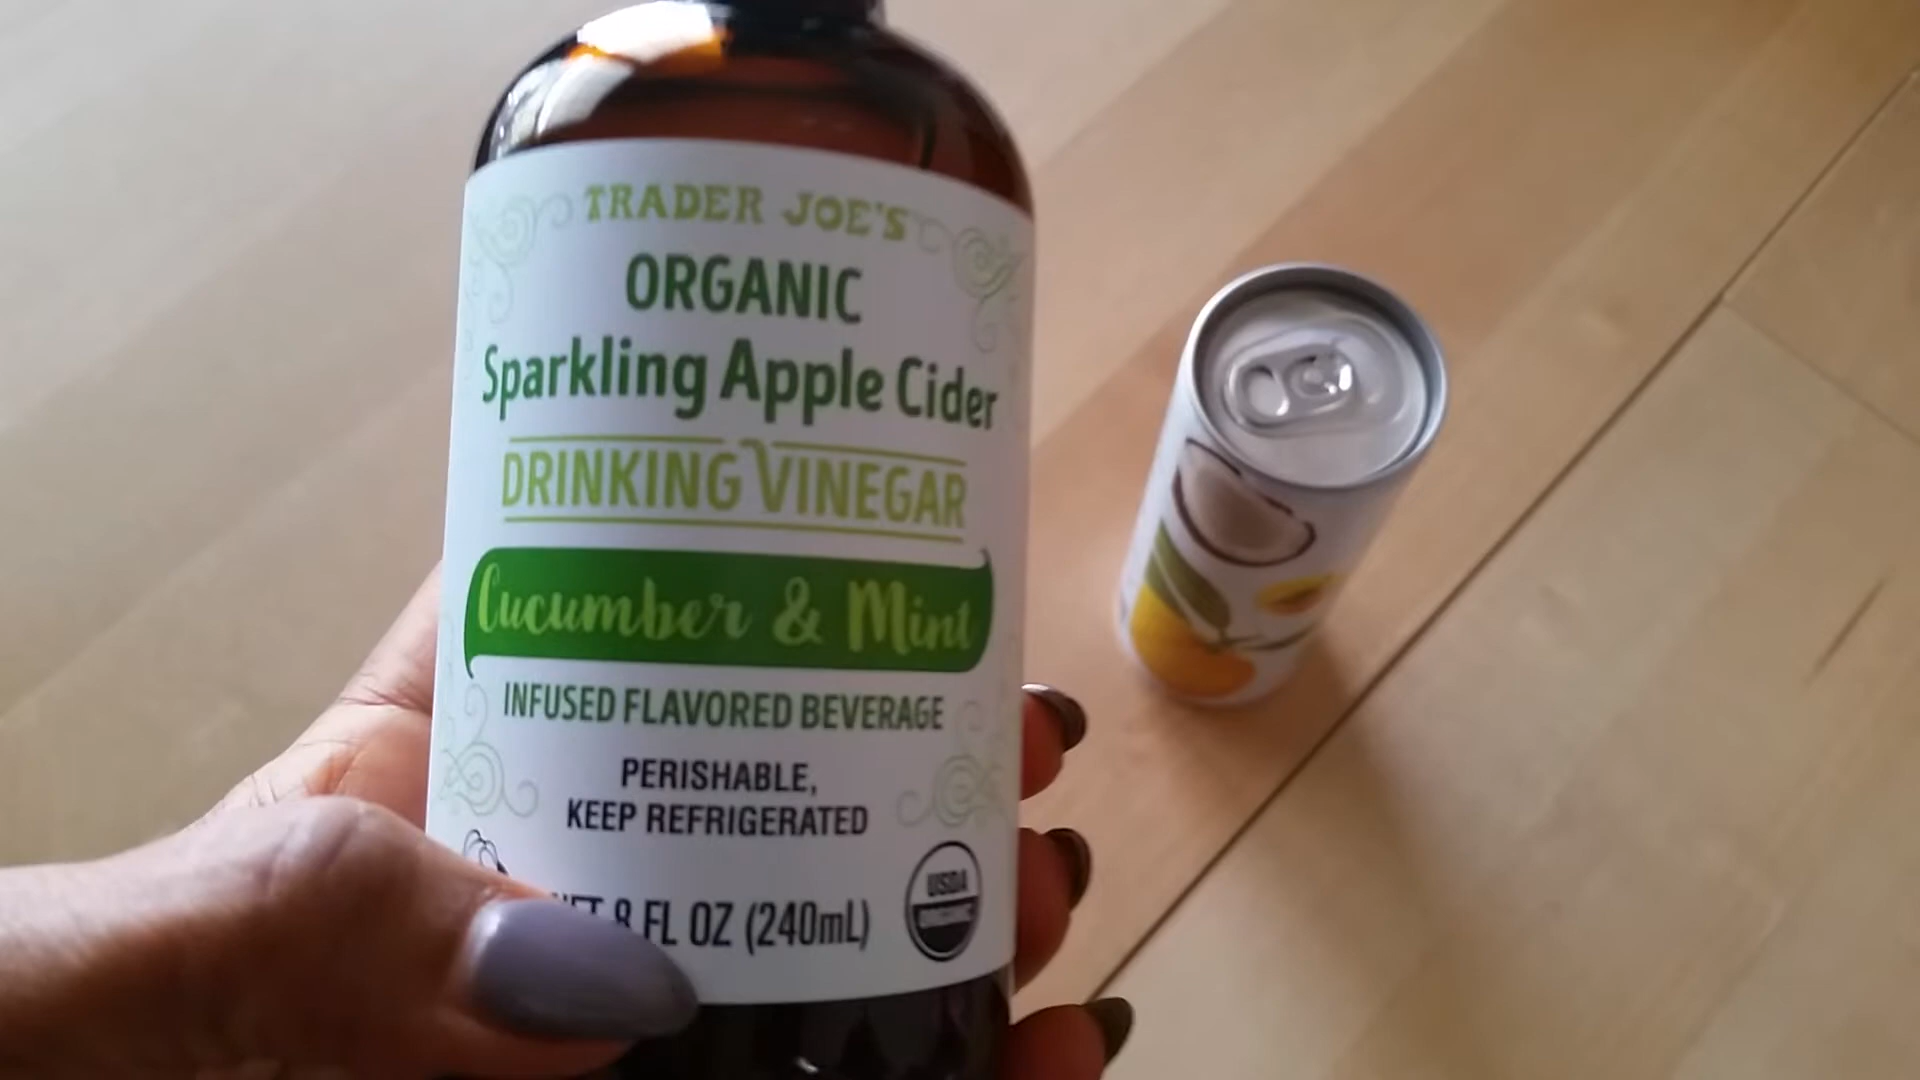 TRADER JOE'S
ORGANIC
Sparkling Apple Cider
DRINKING VINEGAR
Cucumber & Mint
INFUSED FLAVORED BEVERAGE
PERISHABLE,
KEEP REFRIGERATED
8 FL OZ (240mL)
USDA
ORGANIC